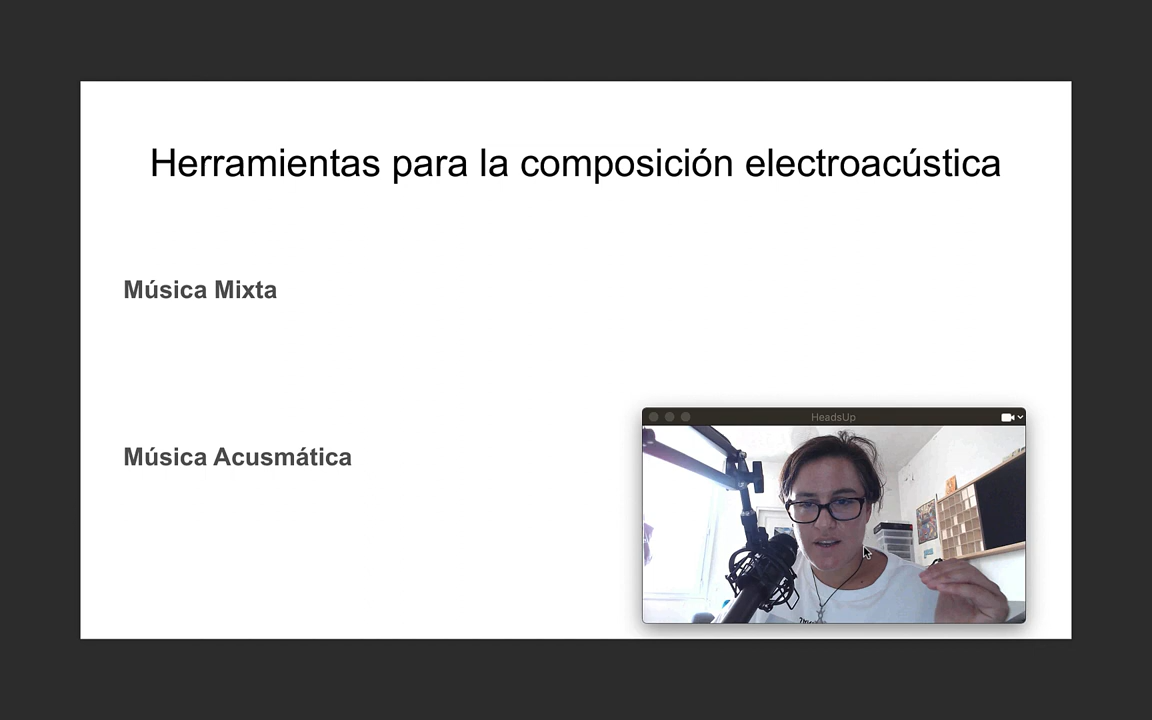 Herramientas para la composición electroacústica
Música Mixta
HeadsUp
Música Acusmática